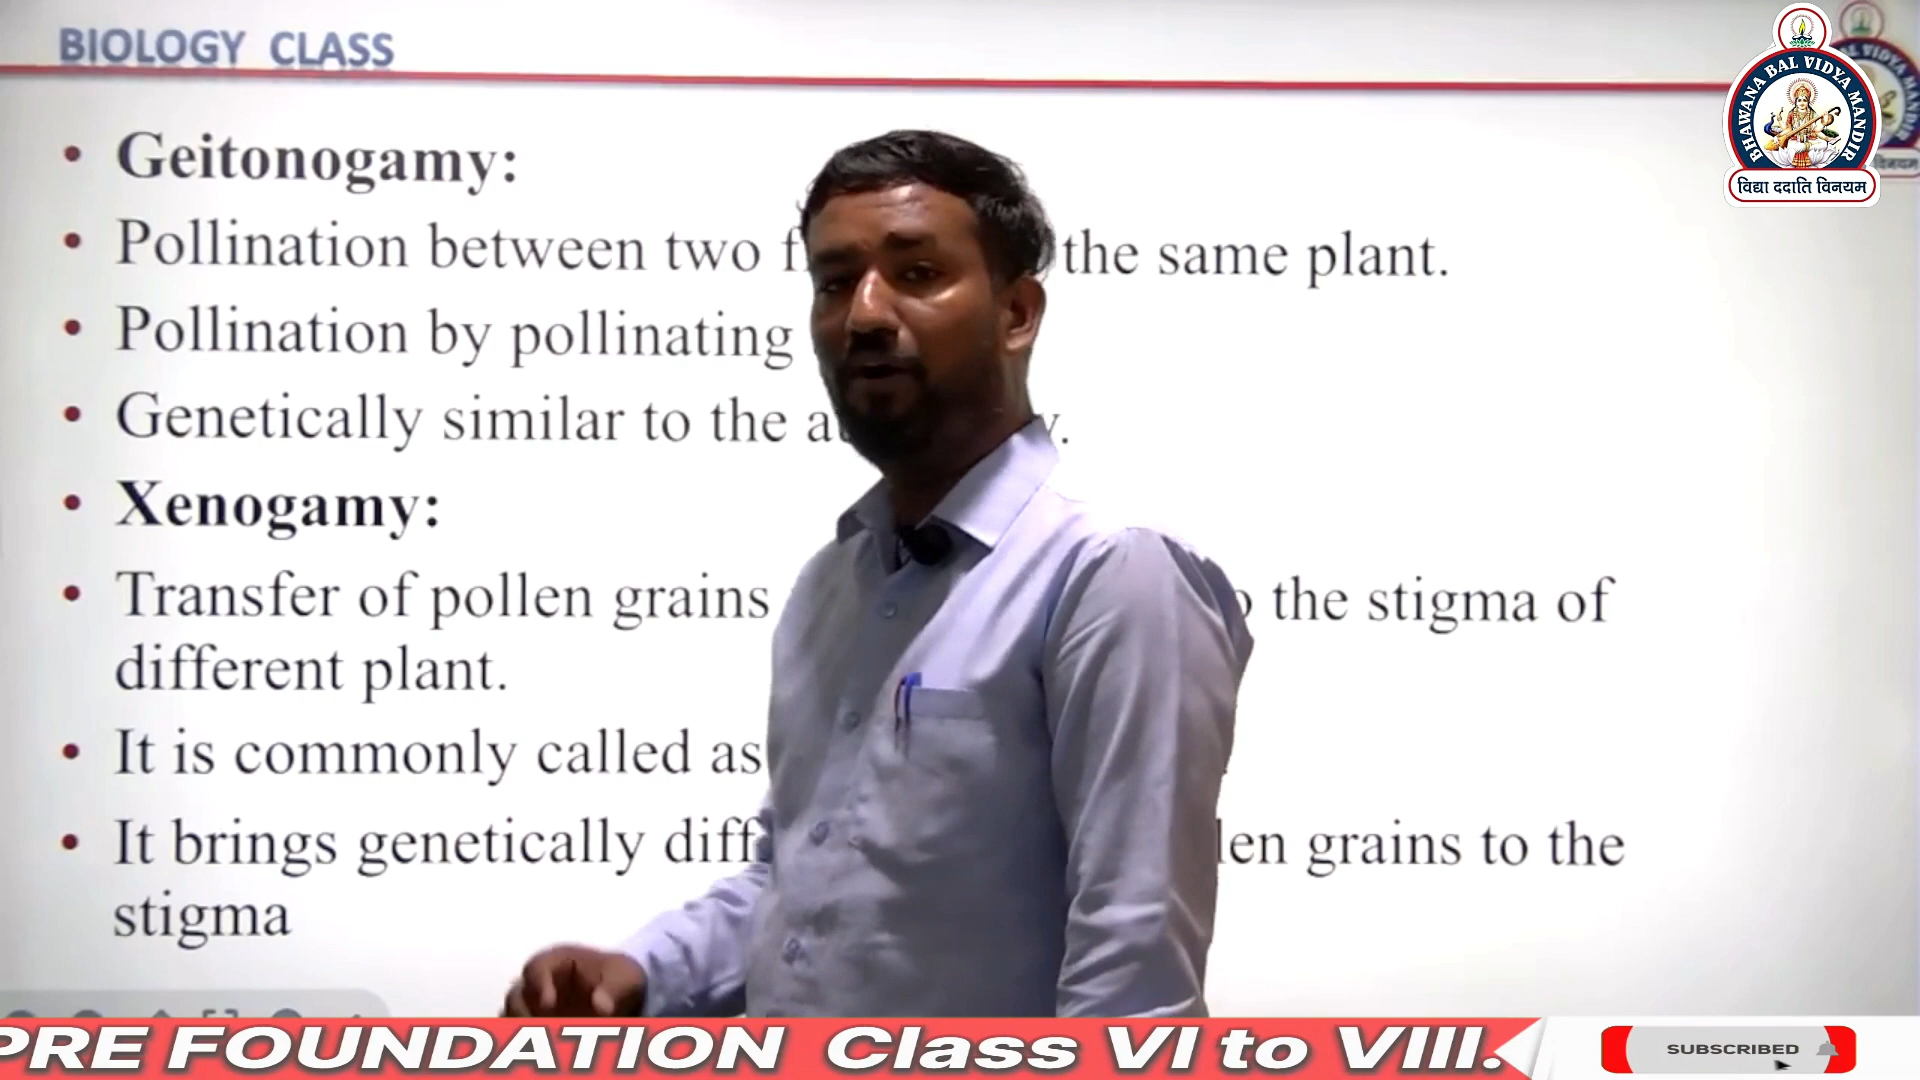 BIOLOGY CLASS
BHAWANA BAL VIDYA MANDIR
विद्या ददाति विनयम
• Geitonogamy:
• Pollination between two the same plant.
• Pollination by pollinating
• Genetically similar to the
• Xenogamy:
• Transfer of pollen grains the stigma of
different plant.
• It is commonly called as
• It brings genetically grains to the
stigma
PRE FOUNDATION Class VI to VIII.
SUBSCRIBED